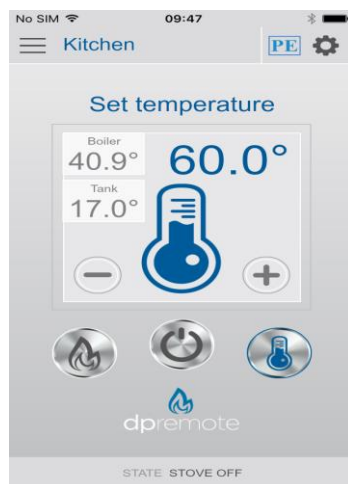 No SIM 09:47
Kitchen PE
Set temperature
Boiler
40.9° 60.0°
Tank
17.0°
dpremote
STATE STOVE OFF